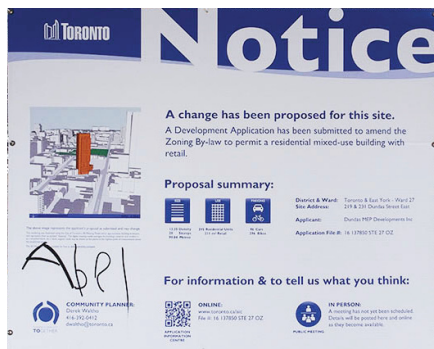 TORONTO
Notice
A change has been proposed for this site.
A Development Application has been submitted to amend the
Zoning By-law to permit a residential mixed-use building with
retail.
Proposal summary:
District & Ward: Toronto & East York - Ward 27
Site Address: 219 & 231 Dundas Street East
Applicant: Dundas MEP Developments Inc
Application File #: 16 137850 STE 27 OZ
For information & to tell us what you think:
COMMUNITY PLANNER:
Derek Waltho
416-392-0412
dwaltho@toronto.ca
APPLICATION
INFORMATION
CENTRE
ONLINE:
File #: 16 137850 STE 27 OZ
PUBLIC MEETING
IN PERSON:
A meeting has not yet been scheduled.
Details will be posted here and online
as they become available.